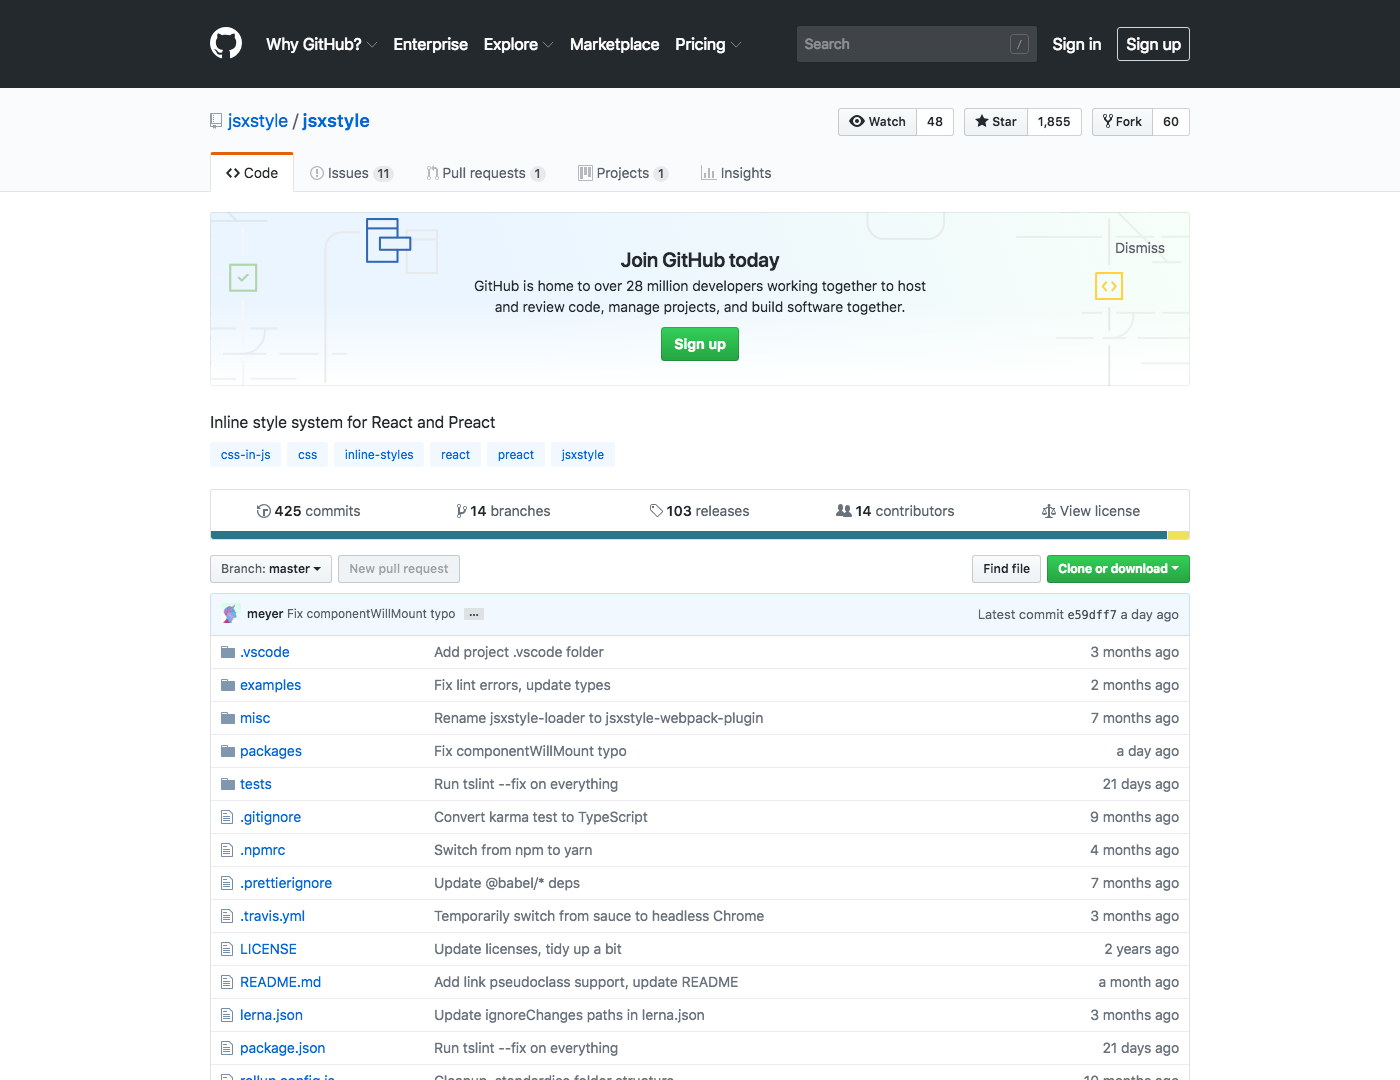 Why GitHub? Enterprise Explore Marketplace Pricing Search / Sign in Sign up
jsxstyle / jsxstyle
Watch 48 Star 1,855 Fork 60
Code Issues 11 Pull requests 1 Projects 1 Insights
Dismiss
Join GitHub today
GitHub is home to over 28 million developers working together to host
and review code, manage projects, and build software together.
Sign up
Inline style system for React and Preact
css-in-js css inline-styles react preact jsxstyle
425 commits 14 branches 103 releases 14 contributors View license
Branch: master New pull request Find file Clone or download
meyer Fix componentWillMount typo ... Latest commit e59dff7 a day ago
.vscode Add project .vscode folder 3 months ago
examples Fix lint errors, update types 2 months ago
misc Rename jsxstyle-loader to jsxstyle-webpack-plugin 7 months ago
packages Fix componentWillMount typo a day ago
tests Run tslint --fix on everything 21 days ago
.gitignore Convert karma test to TypeScript 9 months ago
.npmrc Switch from npm to yarn 4 months ago
.prettierignore Update @babel/* deps 7 months ago
.travis.yml Temporarily switch from sauce to headless Chrome 3 months ago
LICENSE Update licenses, tidy up a bit 2 years ago
README.md Add link pseudoclass support, update README a month ago
lerna.json Update ignoreChanges paths in lerna.json 3 months ago
package.json Run tslint --fix on everything 21 days ago
rollup.config.js Cleanup, standardise folder structure 10 months ago